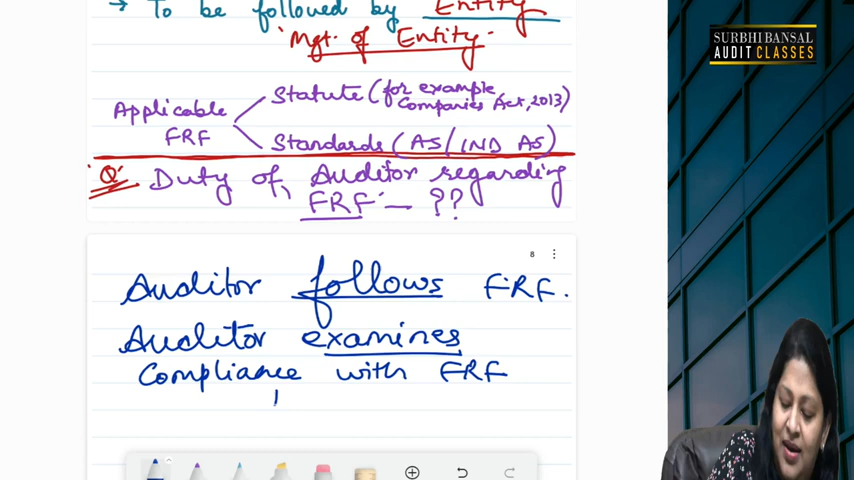 → To be followed by Entity
"Mgt. of Entity"
SURBHI BANSAL
AUDIT CLASSES
Applicable FRF
Statute (for example Companies Act, 2013)
Standards (AS/IND AS)
Q. Duty of Auditor regarding
FRF — ??
8
Auditor follows FRF.
Auditor examines
Compliance with FRF